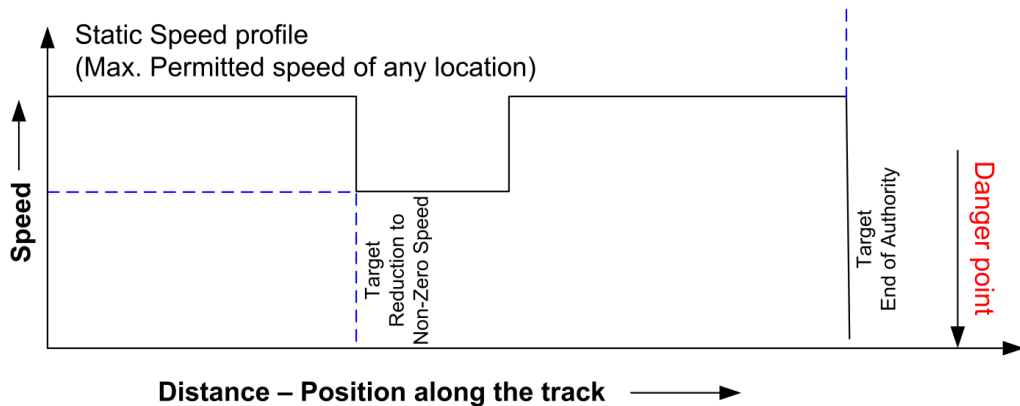 Static Speed profile
(Max. Permitted speed of any location)
Speed
Target
Reduction to
Non-Zero Speed
Target
End of Authority
Danger point
Distance – Position along the track